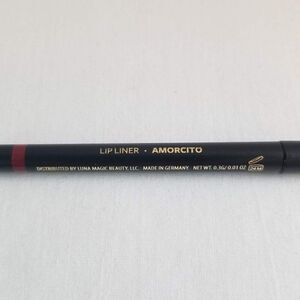 LIP LINER • AMORCITO
DISTRIBUTED BY LUNA MAGIC BEAUTY, LLC. MADE IN GERMANY. NET WT. 0.3G/ 0.01 OZ